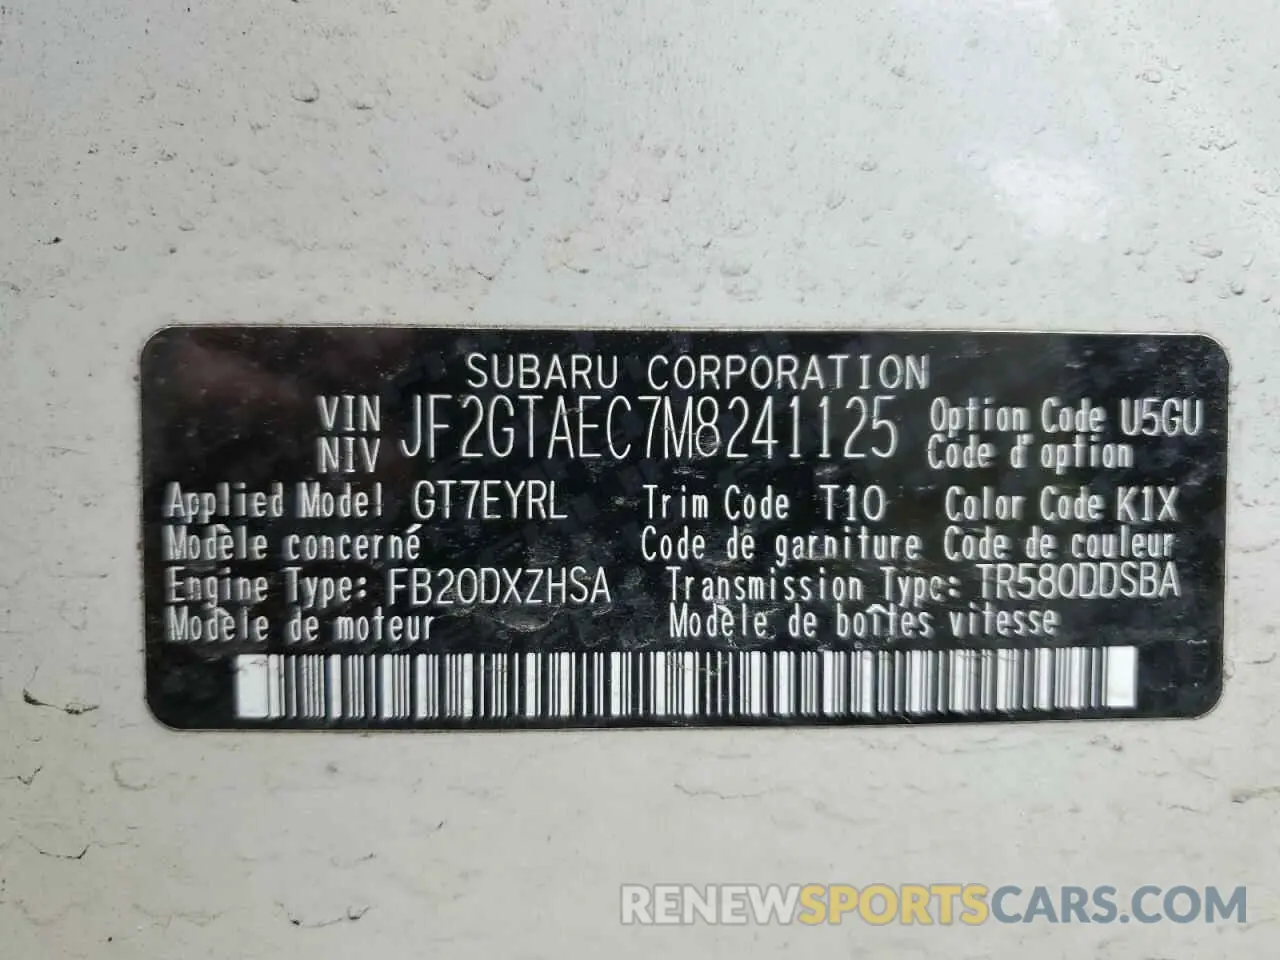 SUBARU CORPORATION
VIN
NIV
JF2GTAEC7M8241125
Option Code U5GU
Code d'option
Applied Model GT7EYRL
Trim Code T10
Color Code K1X
Modèle concerné
Code de garniture
Code de couleur
Engine Type: FB20DXZHSA
Transmission Type: TR580DDSBA
Modèle de moteur
Modèle de boîtes vitesse
RENEWSPORTSCARS.COM